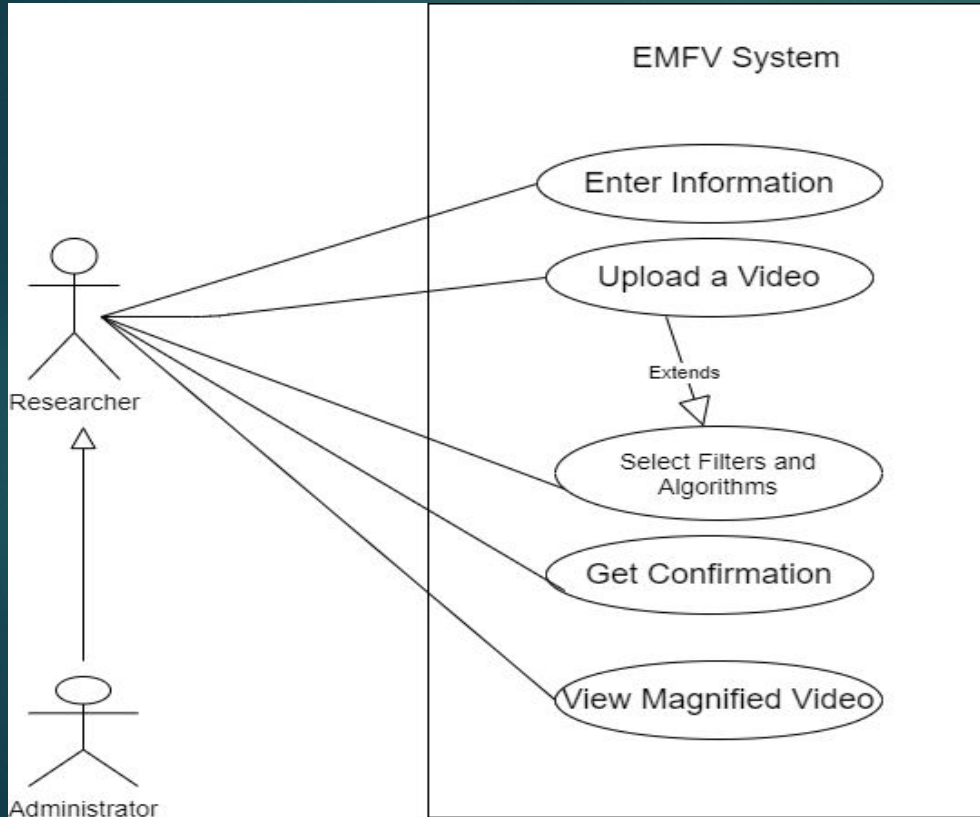 EMFV System
Enter Information
Upload a Video
Extends
Researcher
Select Filters and
Algorithms
Get Confirmation
View Magnified Video
Administrator